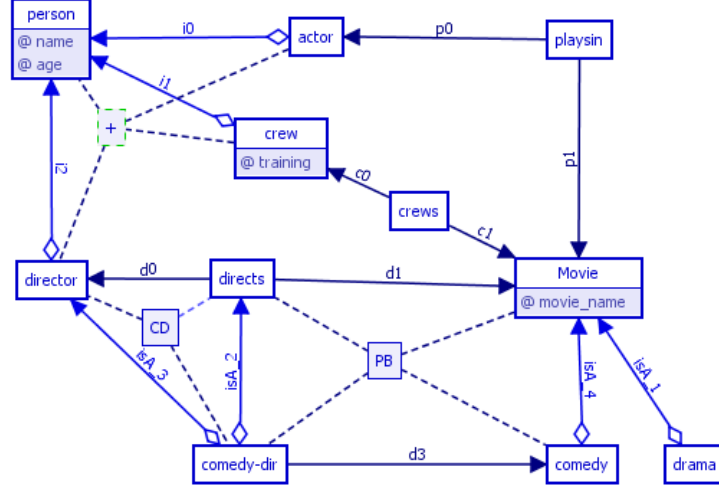 person
@ name
@ age
i0
actor
p0
playsin
i1
+
crew
@ training
i2
c0
crews
p1
c1
director
d0
directs
d1
Movie
@ movie_name
CD
PB
isA_3
isA_2
isA_4
isA_1
comedy-dir
d3
comedy
drama